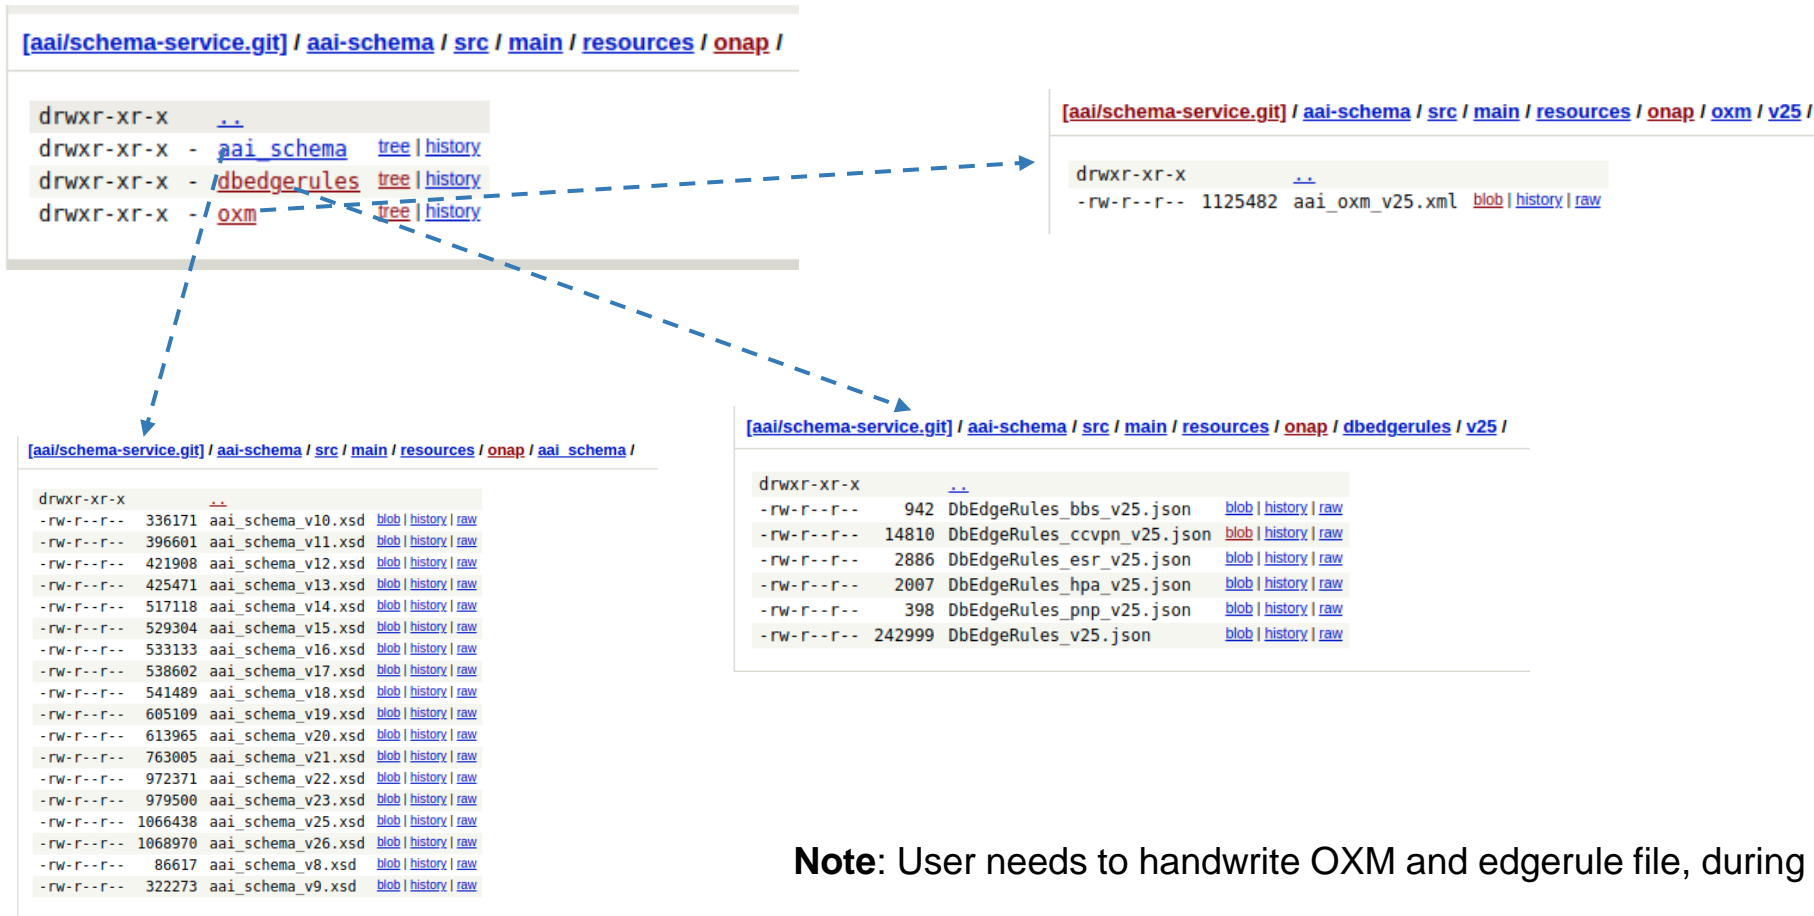 [aai/schema-service.git] / aai-schema / src / main / resources / onap /
drwxr-xr-x ..
drwxr-xr-x - aai_schema tree | history
drwxr-xr-x - dbedgerules tree | history
drwxr-xr-x - oxm tree | history
[aai/schema-service.git] / aai-schema / src / main / resources / onap / oxm / v25 /
drwxr-xr-x ..
-rw-r--r-- 1125482 aai_oxm_v25.xml blob | history | raw
[aai/schema-service.git] / aai-schema / src / main / resources / onap / aai_schema /
drwxr-xr-x ..
-rw-r--r-- 336171 aai_schema_v10.xsd blob | history | raw
-rw-r--r-- 396601 aai_schema_v11.xsd blob | history | raw
-rw-r--r-- 421908 aai_schema_v12.xsd blob | history | raw
-rw-r--r-- 425471 aai_schema_v13.xsd blob | history | raw
-rw-r--r-- 517118 aai_schema_v14.xsd blob | history | raw
-rw-r--r-- 529304 aai_schema_v15.xsd blob | history | raw
-rw-r--r-- 533133 aai_schema_v16.xsd blob | history | raw
-rw-r--r-- 538602 aai_schema_v17.xsd blob | history | raw
-rw-r--r-- 541489 aai_schema_v18.xsd blob | history | raw
-rw-r--r-- 605109 aai_schema_v19.xsd blob | history | raw
-rw-r--r-- 613965 aai_schema_v20.xsd blob | history | raw
-rw-r--r-- 763005 aai_schema_v21.xsd blob | history | raw
-rw-r--r-- 972371 aai_schema_v22.xsd blob | history | raw
-rw-r--r-- 979500 aai_schema_v23.xsd blob | history | raw
-rw-r--r-- 1066438 aai_schema_v25.xsd blob | history | raw
-rw-r--r-- 1068970 aai_schema_v26.xsd blob | history | raw
-rw-r--r-- 86617 aai_schema_v8.xsd blob | history | raw
-rw-r--r-- 322273 aai_schema_v9.xsd blob | history | raw
[aai/schema-service.git] / aai-schema / src / main / resources / onap / dbedgerules / v25 /
drwxr-xr-x ..
-rw-r--r-- 942 DbEdgeRules_bbs_v25.json blob | history | raw
-rw-r--r-- 14810 DbEdgeRules_ccvpn_v25.json blob | history | raw
-rw-r--r-- 2886 DbEdgeRules_esr_v25.json blob | history | raw
-rw-r--r-- 2007 DbEdgeRules_hpa_v25.json blob | history | raw
-rw-r--r-- 398 DbEdgeRules_pnp_v25.json blob | history | raw
-rw-r--r-- 242999 DbEdgeRules_v25.json blob | history | raw
Note: User needs to handwrite OXM and edgerule file, during